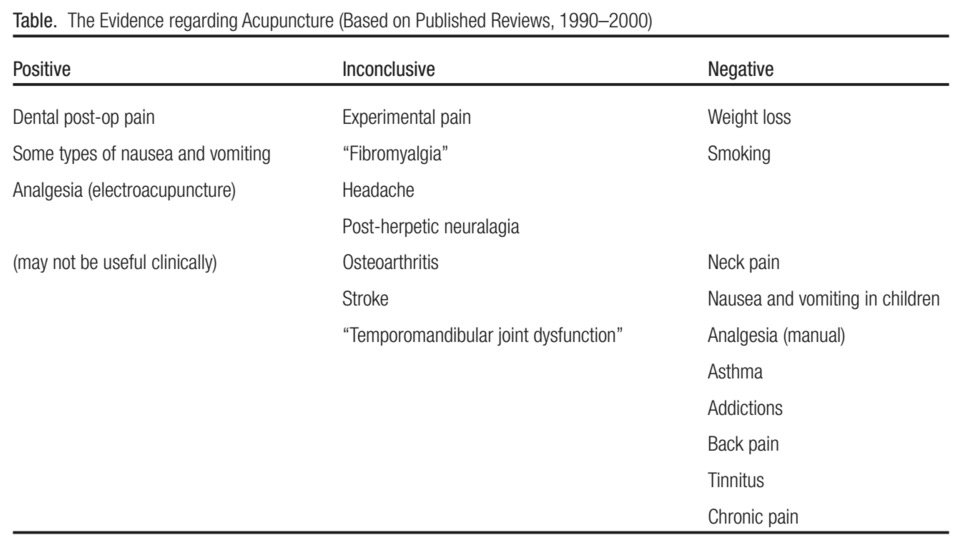 Table. The Evidence regarding Acupuncture (Based on Published Reviews, 1990–2000)
Positive Inconclusive Negative
Dental post-op pain Experimental pain Weight loss
Some types of nausea and vomiting “Fibromyalgia” Smoking
Analgesia (electroacupuncture) Headache
Post-herpetic neuralagia
(may not be useful clinically) Osteoarthritis Neck pain
Stroke Nausea and vomiting in children
“Temporomandibular joint dysfunction” Analgesia (manual)
Asthma
Addictions
Back pain
Tinnitus
Chronic pain